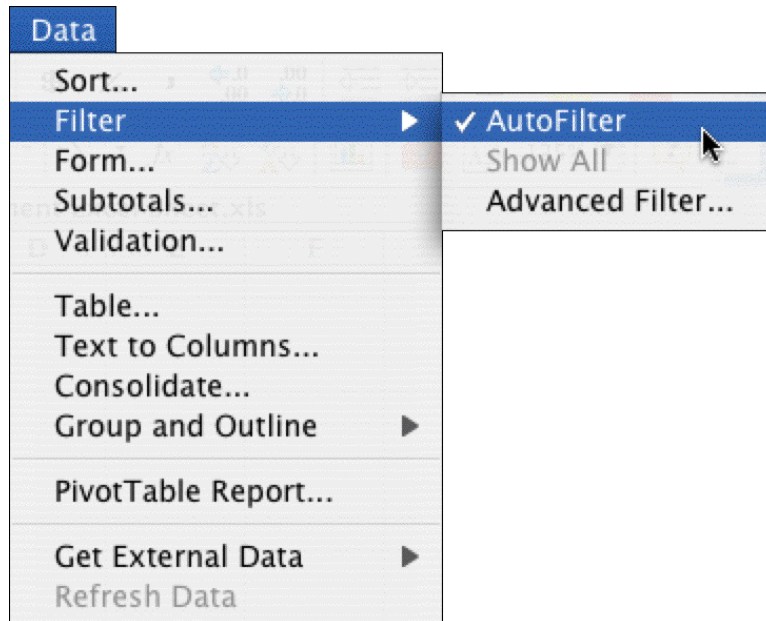 Data
Sort...
Filter
AutoFilter
Show All
Advanced Filter...
Form...
Subtotals...
Validation...
Table...
Text to Columns...
Consolidate...
Group and Outline
PivotTable Report...
Get External Data
Refresh Data